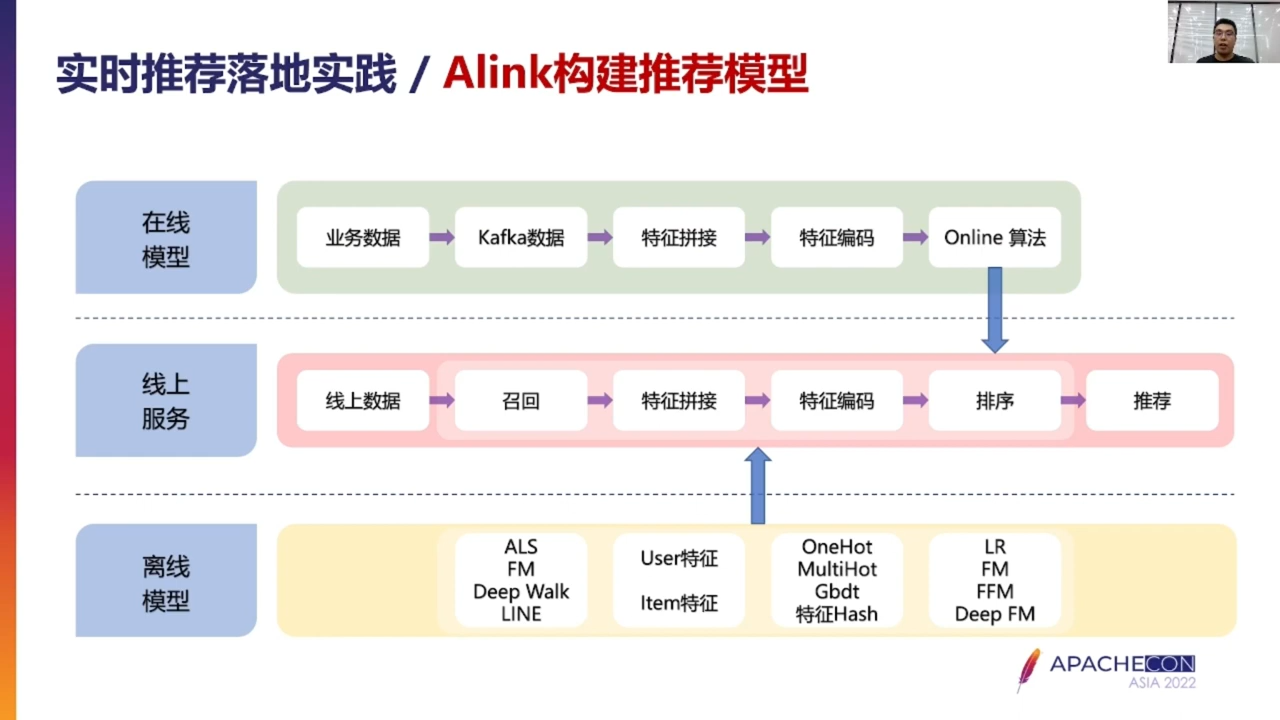 实时推荐落地实践 / Alink构建推荐模型
在线
模型
业务数据
Kafka数据
特征拼接
特征编码
Online 算法
线上
服务
线上数据
召回
特征拼接
特征编码
排序
推荐
离线
模型
ALS
FM
Deep Walk
LINE
User特征
Item特征
OneHot
MultiHot
Gbdt
特征Hash
LR
FM
FFM
Deep FM
APACHECON
ASIA 2022